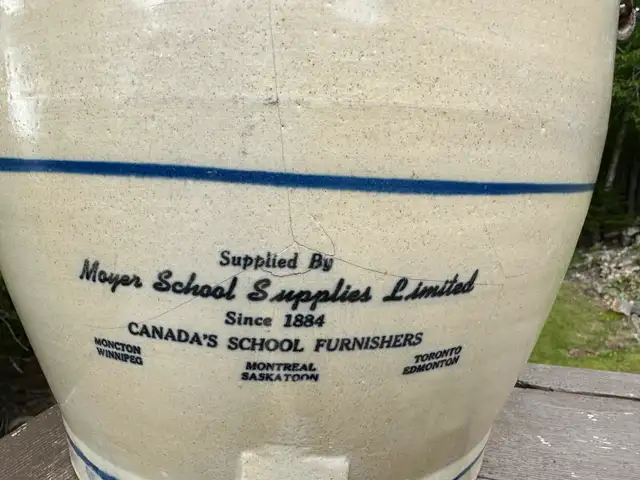 Supplied By
Moyer School Supplies Limited
Since 1884
CANADA'S SCHOOL FURNISHERS
MONCTON
WINNIPEG
MONTREAL
SASKATOON
TORONTO
EDMONTON